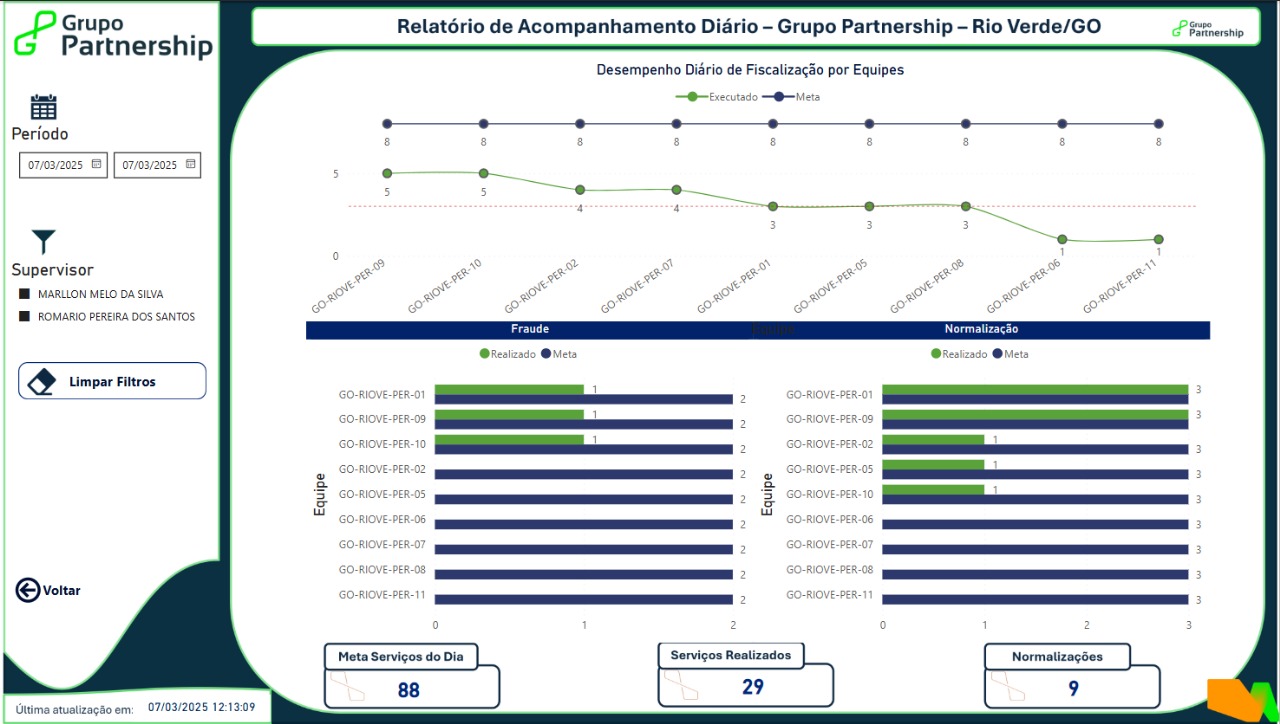 Grupo
Partnership
Relatório de Acompanhamento Diário – Grupo Partnership – Rio Verde/GO
Grupo
Partnership
Período
07/03/2025 07/03/2025
Supervisor
MARLLON MELO DA SILVA
ROMARIO PEREIRA DOS SANTOS
Limpar Filtros
Voltar
Última atualização em: 07/03/2025 12:13:09
Desempenho Diário de Fiscalização por Equipes
Executado Meta
8 8 8 8 8 8 8 8 8
5
5 5 4 4 3 3 3 1 1
0
GO-RIOVE-PER-09 GO-RIOVE-PER-10 GO-RIOVE-PER-02 GO-RIOVE-PER-07 GO-RIOVE-PER-01 GO-RIOVE-PER-05 GO-RIOVE-PER-08 GO-RIOVE-PER-06 GO-RIOVE-PER-11
Equipe
Fraude
Realizado Meta
Equipe
GO-RIOVE-PER-01 1 2
GO-RIOVE-PER-09 1 2
GO-RIOVE-PER-10 1 2
GO-RIOVE-PER-02 2
GO-RIOVE-PER-05 2
GO-RIOVE-PER-06 2
GO-RIOVE-PER-07 2
GO-RIOVE-PER-08 2
GO-RIOVE-PER-11 2
0 1 2
Normalização
Realizado Meta
Equipe
GO-RIOVE-PER-01 3
GO-RIOVE-PER-09 3
GO-RIOVE-PER-02 1 3
GO-RIOVE-PER-05 1 3
GO-RIOVE-PER-10 1 3
GO-RIOVE-PER-06 3
GO-RIOVE-PER-07 3
GO-RIOVE-PER-08 3
GO-RIOVE-PER-11 3
0 1 2 3
Meta Serviços do Dia
88
Serviços Realizados
29
Normalizações
9